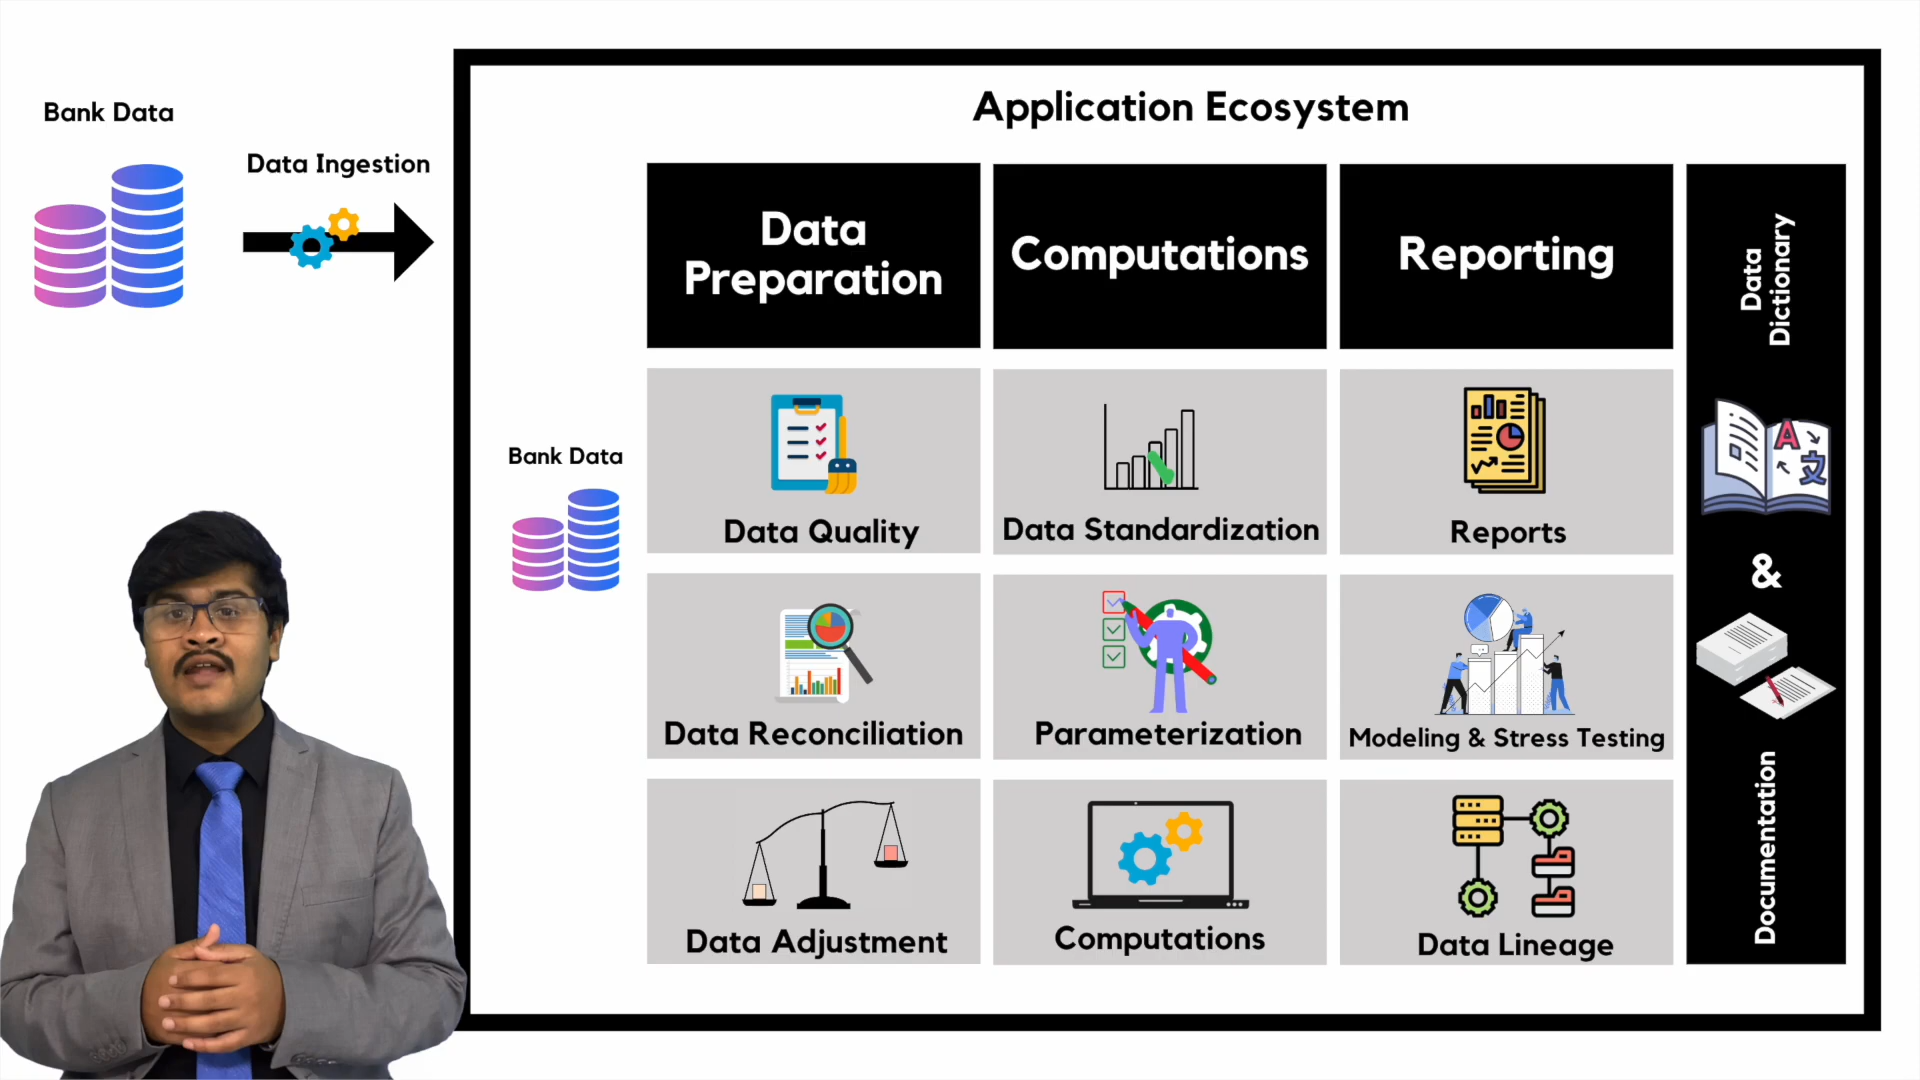 Bank Data
Data Ingestion
Application Ecosystem
Data
Preparation
Computations
Reporting
Data
Dictionary
Bank Data
Data Quality
Data Standardization
Reports
&
Data Reconciliation
Parameterization
Modeling & Stress Testing
Data Adjustment
Computations
Data Lineage
Documentation